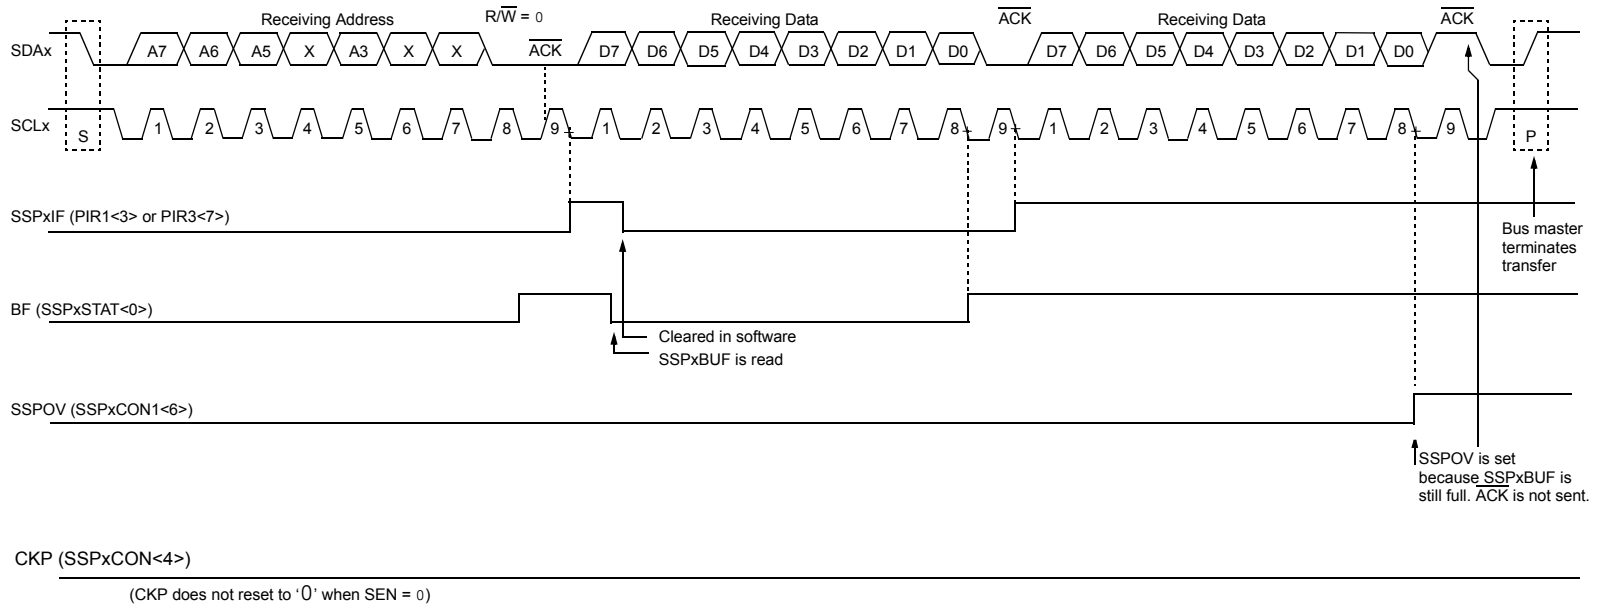 Receiving Address R/W = 0 Receiving Data ACK Receiving Data ACK
SDAx A7 A6 A5 X A3 X X ACK D7 D6 D5 D4 D3 D2 D1 D0 D7 D6 D5 D4 D3 D2 D1 D0
SCLx S 1 2 3 4 5 6 7 8 9 1 2 3 4 5 6 7 8 9 1 2 3 4 5 6 7 8 9 P
SSPxIF (PIR1<3> or PIR3<7>)
Bus master
terminates
transfer
BF (SSPxSTAT<0>)
Cleared in software
SSPxBUF is read
SSPOV (SSPxCON1<6>)
SSPOV is set
because SSPxBUF is
still full. ACK is not sent.
CKP (SSPxCON<4>)
(CKP does not reset to ‘0’ when SEN = 0)